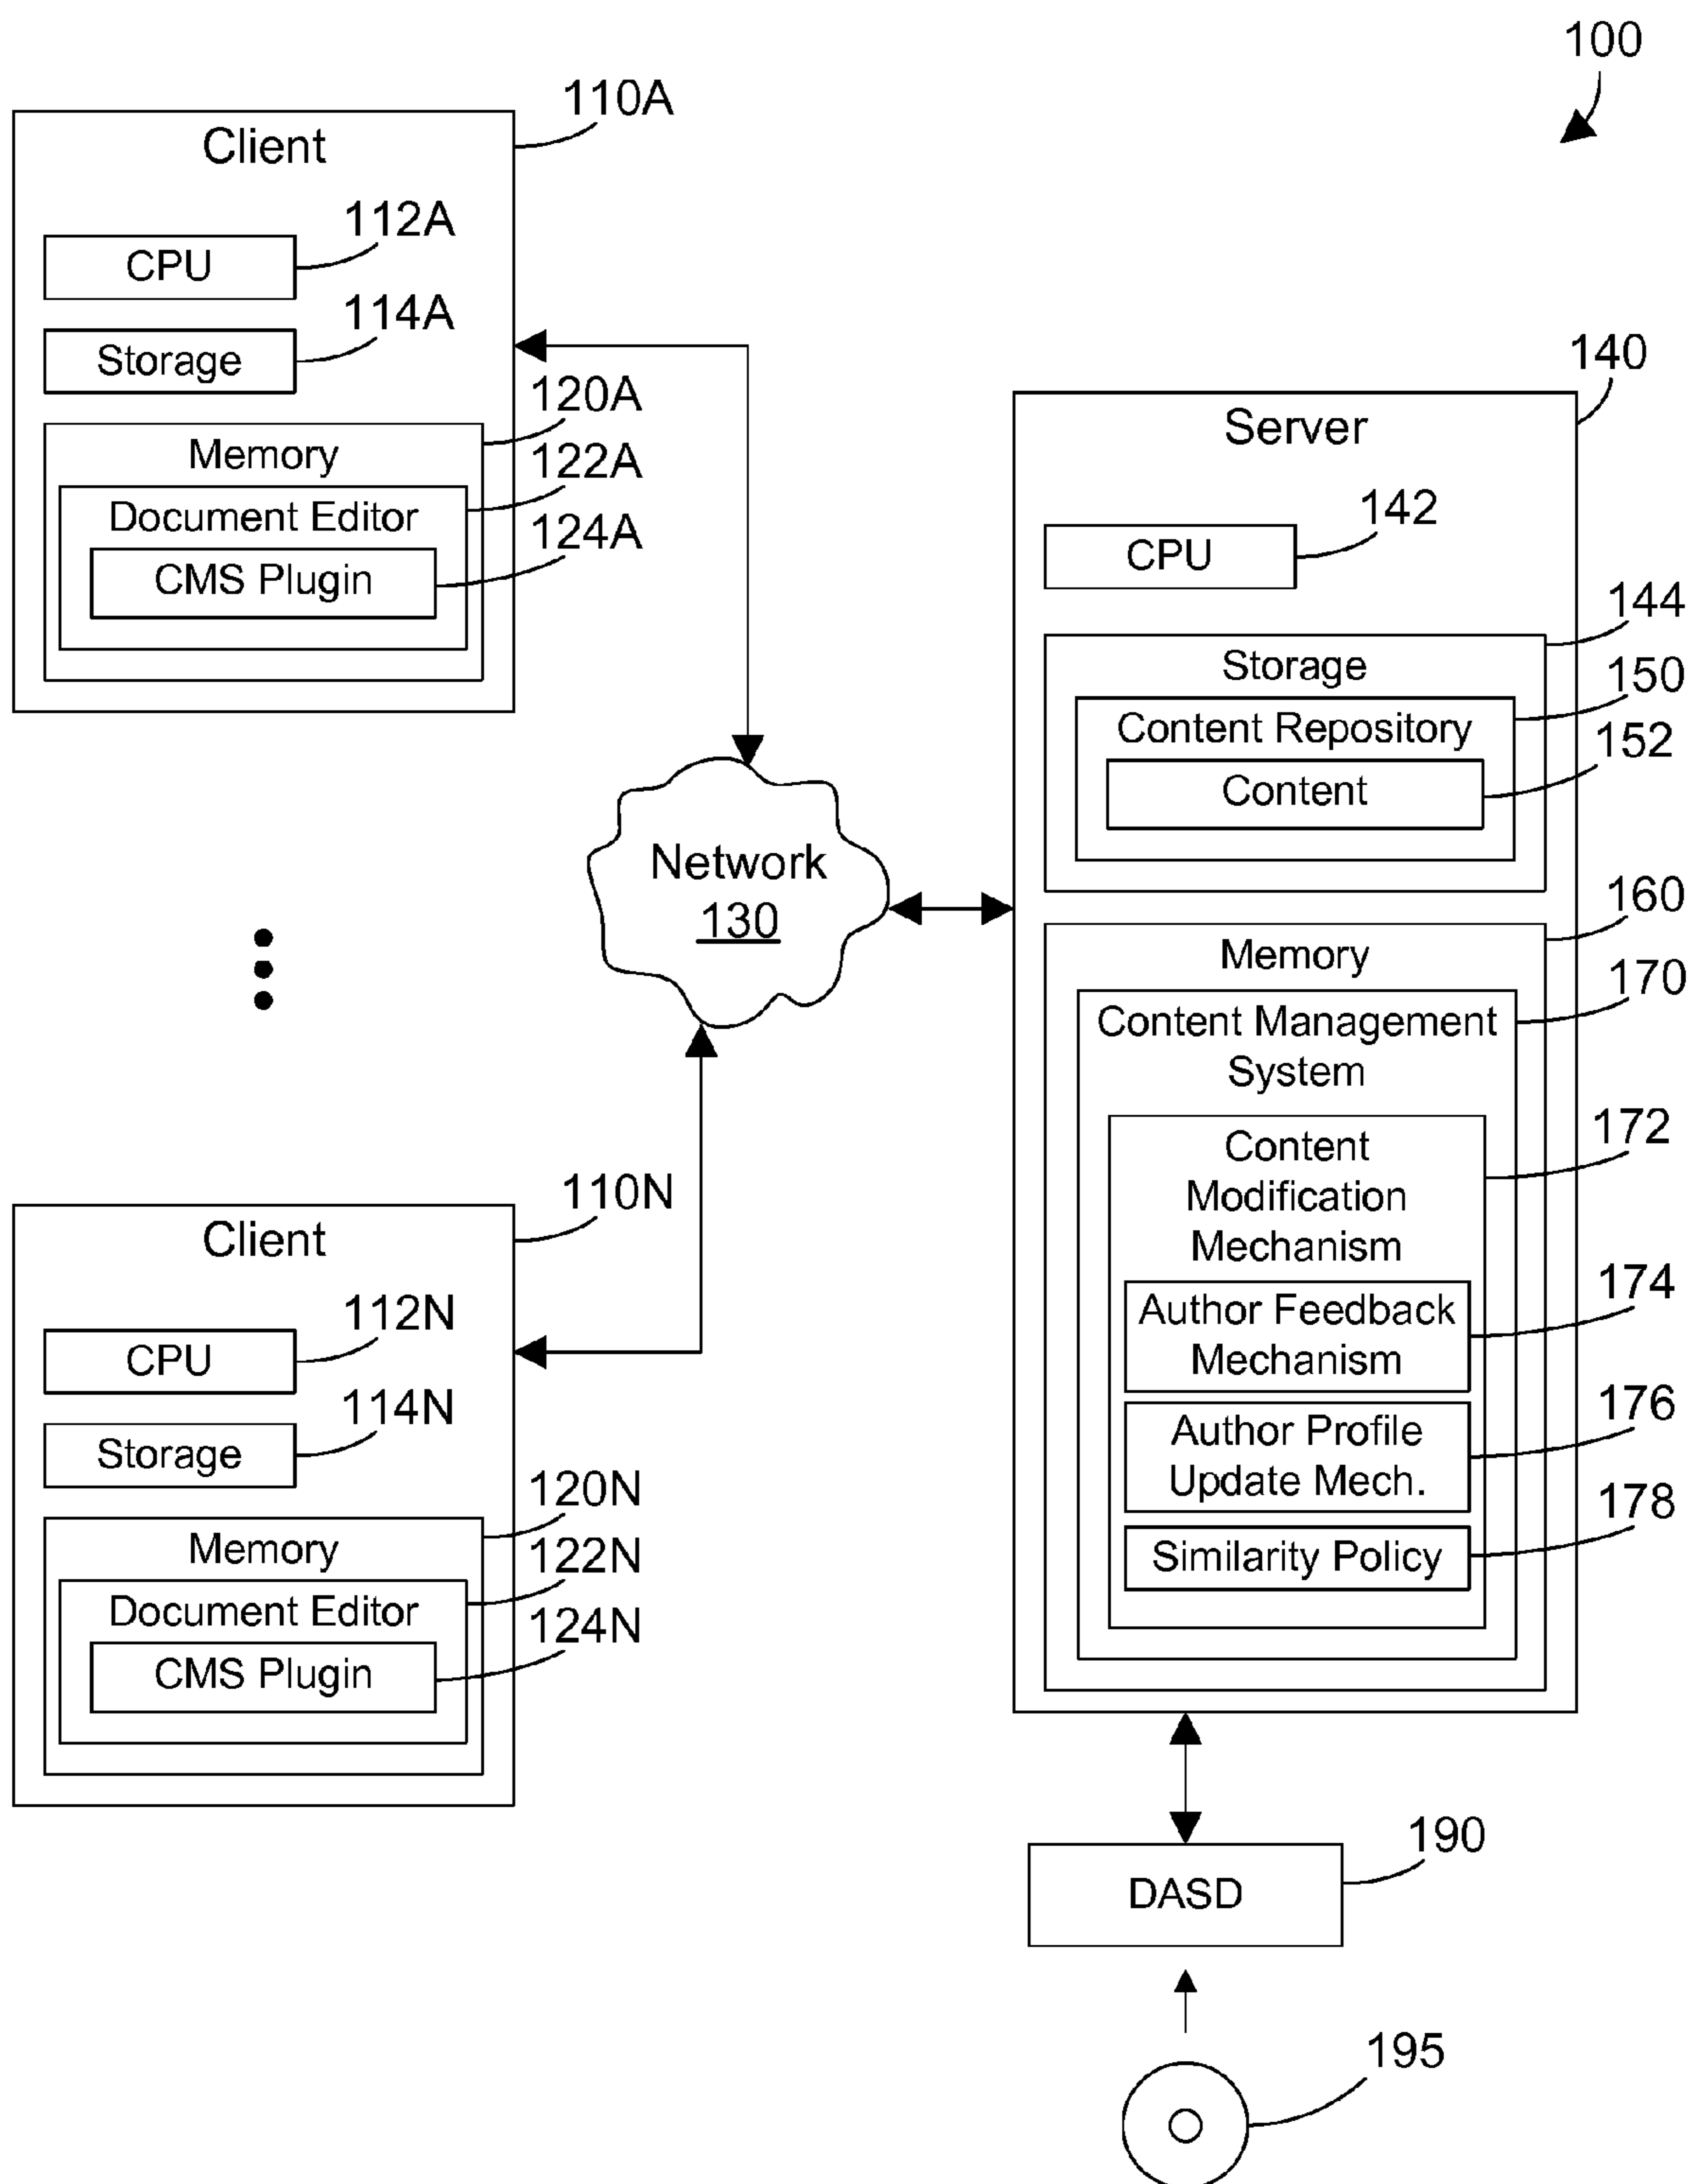 100
110A
Client
112A
CPU
114A
Storage
120A
Memory
122A
Document Editor
124A
CMS Plugin
Network
130
110N
Client
112N
CPU
114N
Storage
120N
Memory
122N
Document Editor
124N
CMS Plugin
140
Server
142
CPU
144
Storage
150
Content Repository
152
Content
160
Memory
170
Content Management
System
172
Content
Modification
Mechanism
174
Author Feedback
Mechanism
176
Author Profile
Update Mech.
178
Similarity Policy
190
DASD
195